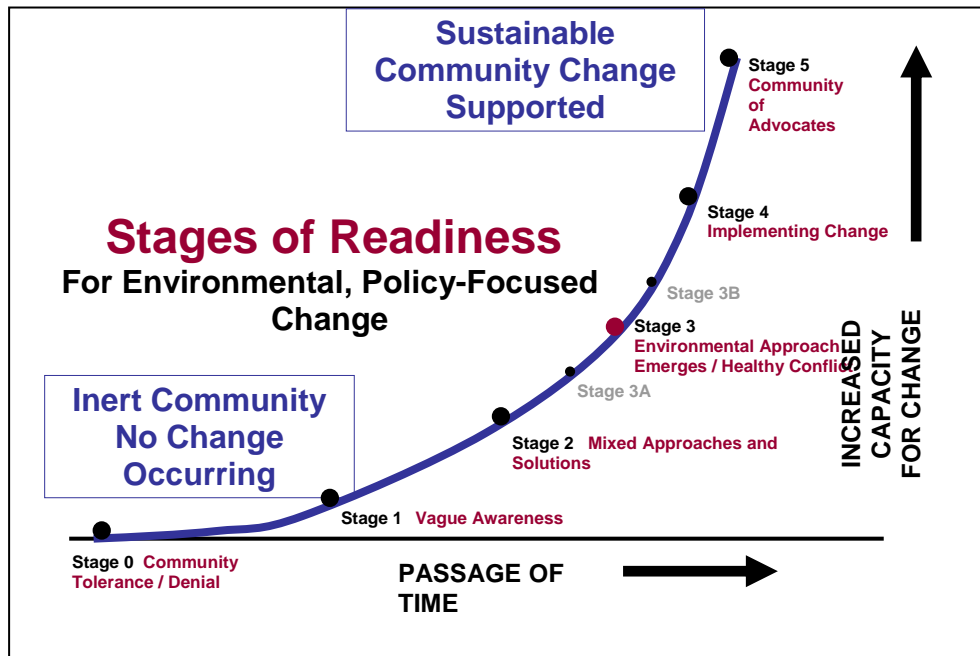 Sustainable
Community Change
Supported
Stage 5
Community
of
Advocates
Stage 4
Implementing Change
Stages of Readiness
For Environmental, Policy-Focused
Change
Stage 3B
Stage 3
Environmental Approach
Emerges / Healthy Conflict
Stage 3A
Inert Community
No Change
Occurring
Stage 2 Mixed Approaches and
Solutions
Stage 1 Vague Awareness
Stage 0 Community
Tolerance / Denial
PASSAGE OF
TIME
INCREASED
CAPACITY
FOR CHANGE